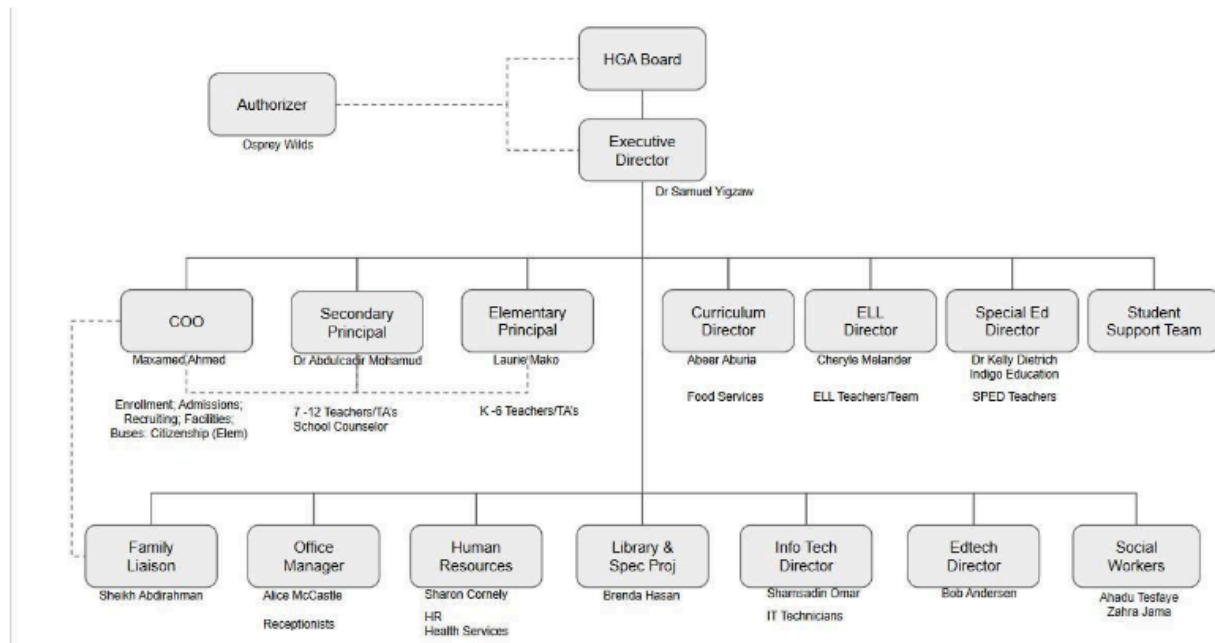 HGA Board
Authorizer
Osprey Wilds
Executive
Director
Dr Samuel Yigzaw
COO
Maxamed Ahmed
Enrollment; Admissions;
Recruiting; Facilities;
Buses: Citizenship (Elem)
Secondary
Principal
Dr Abdulcadir Mohamud
7 -12 Teachers/TA's
School Counselor
Elementary
Principal
Laurie Mako
K -6 Teachers/TA's
Curriculum
Director
Abeer Aburia
Food Services
ELL
Director
Cheryle Melander
ELL Teachers/Team
Special Ed
Director
Dr Kelly Dietrich
Indigo Education
SPED Teachers
Student
Support Team
Family
Liaison
Sheikh Abdirahman
Office
Manager
Alice McCastle
Receptionists
Human
Resources
Sharon Cornely
HR
Health Services
Library &
Spec Proj
Brenda Hasan
Info Tech
Director
Shamsadin Omar
IT Technicians
Edtech
Director
Bob Andersen
Social
Workers
Ahadu Tesfaye
Zahra Jama